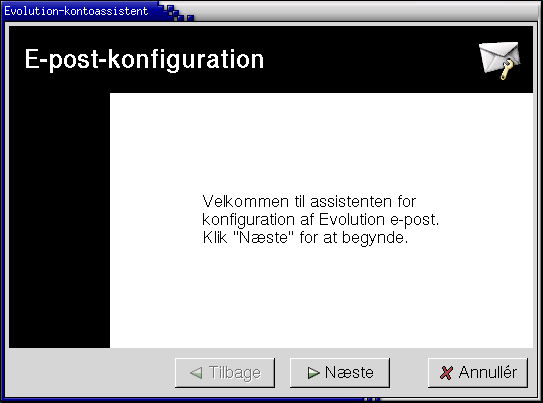 Evolution-kontoassistent
E-post-konfiguration
Velkommen til assistenten for
konfiguration af Evolution e-post.
Klik "Næste" for at begynde.
Tilbage
Næste
Annullér